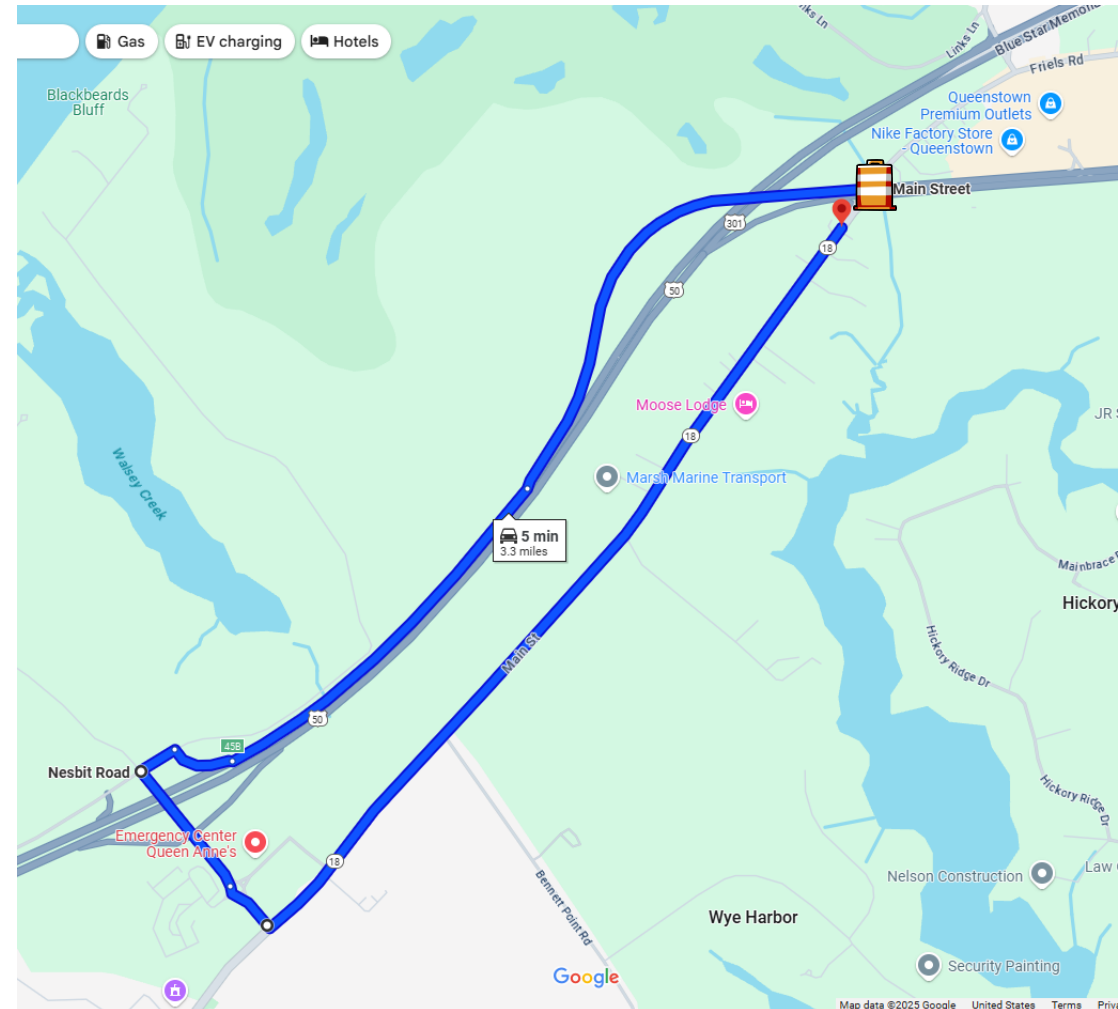 Gas
EV charging
Hotels
Links Ln
Links Ln
Blue Star Memo
Friels Rd
Blackbeards
Bluff
Queenstown
Premium Outlets
Nike Factory Store
- Queenstown
Main Street
301
18
50
Moose Lodge
JR
18
Walsey Creek
Marsh Marine Transport
5 min
3.3 miles
Mainbrace
Hickory
Hickory Ridge Dr
Main St
50
45B
Nesbit Road
Hickory Ridge Dr
Emergency Center
Queen Anne's
18
Bennett Point Rd
Nelson Construction
Law
Wye Harbor
Security Painting
Google
Map data ©2025 Google United States Terms Priva